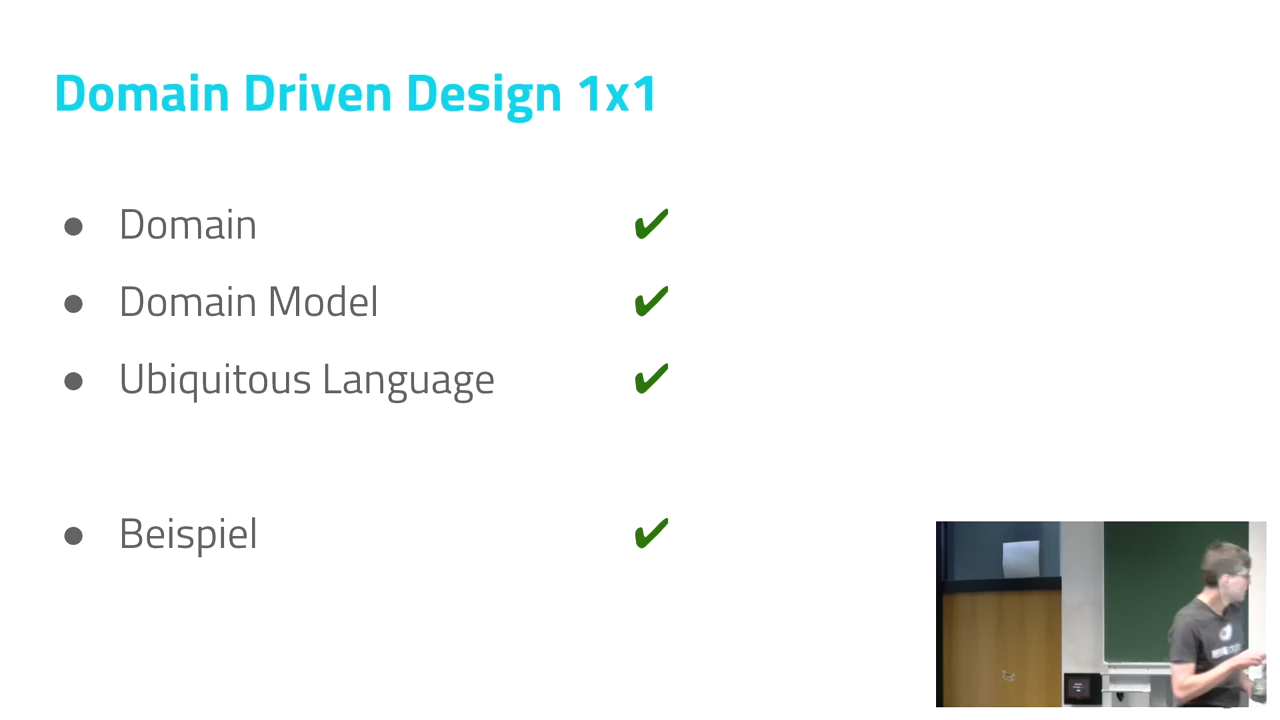 Domain Driven Design 1x1
● Domain ✔
● Domain Model ✔
● Ubiquitous Language ✔
● Beispiel ✔